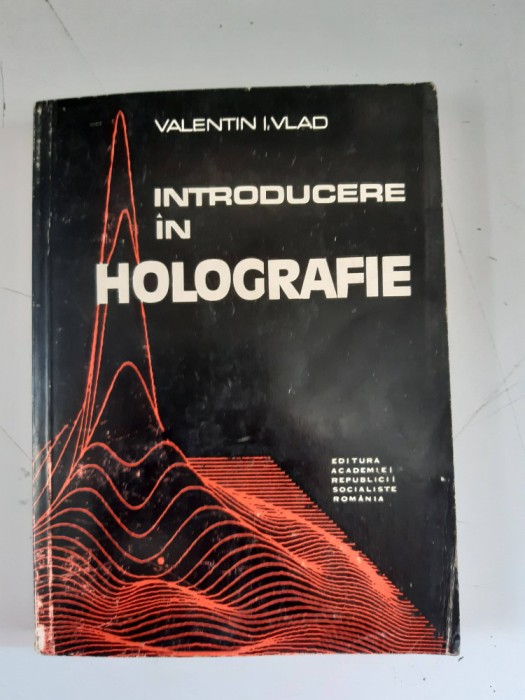 VALENTIN I.VLAD
INTRODUCERE
ÎN
HOLOGRAFIE
EDITURA
ACADEMIEI
REPUBLICII
SOCIALISTE
ROMÂNIA